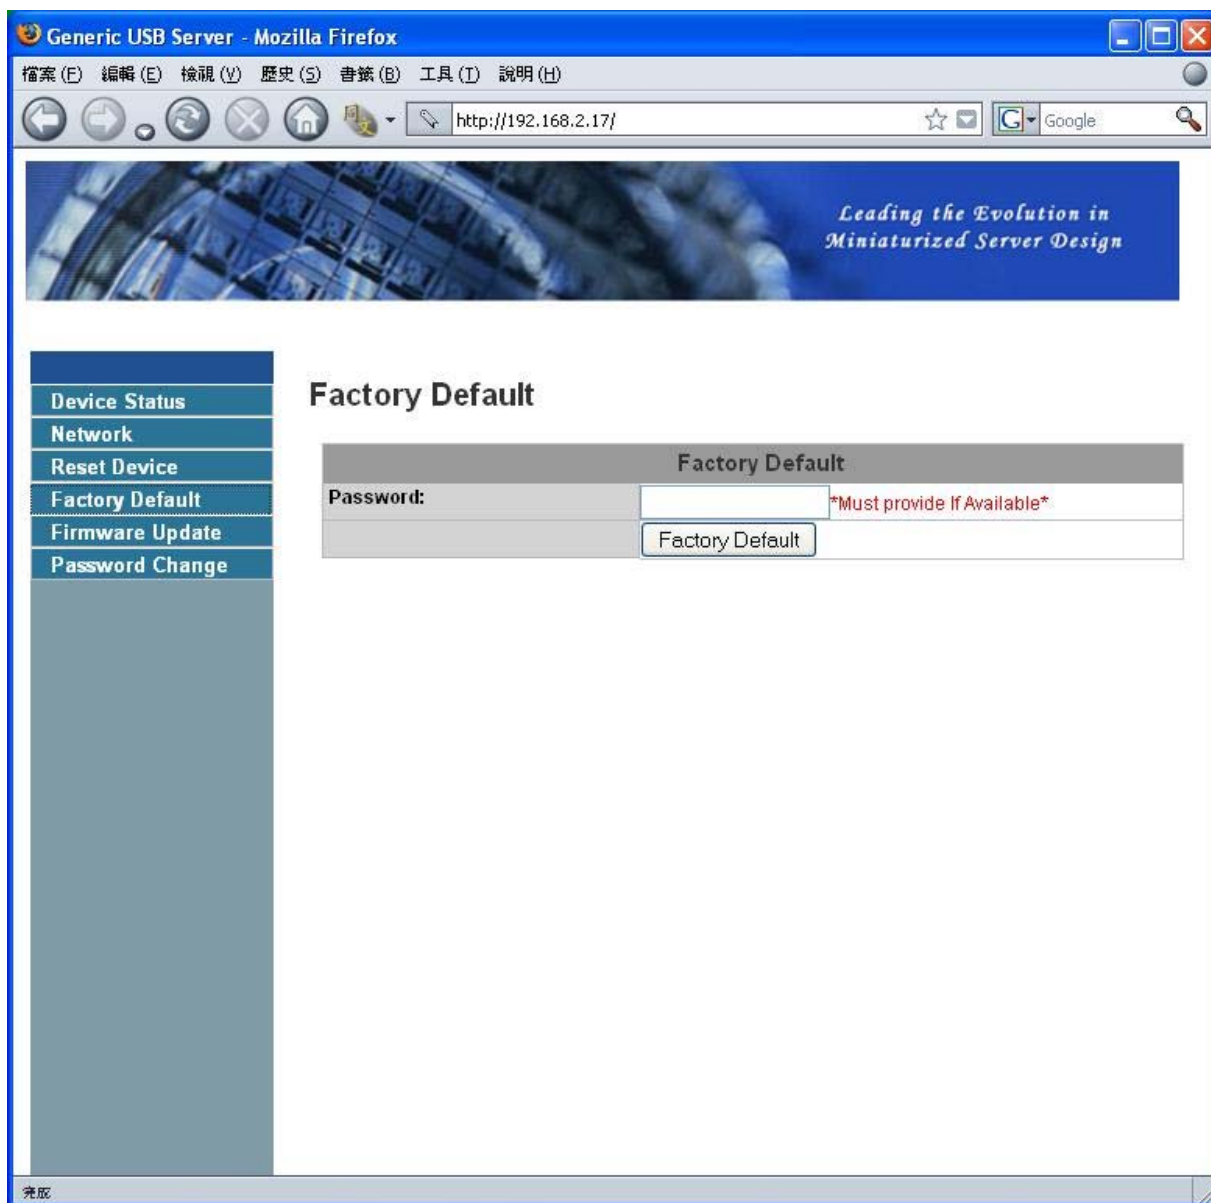 Generic USB Server - Mozilla Firefox
檔案(F) 編輯(E) 檢視(V) 歷史(S) 書籤(B) 工具(T) 說明(H)
http://192.168.2.17/ G Google
Leading the Evolution in
Miniaturized Server Design
Device Status
Network
Reset Device
Factory Default
Firmware Update
Password Change
Factory Default
Factory Default
Password: *Must provide If Available*
Factory Default
完成